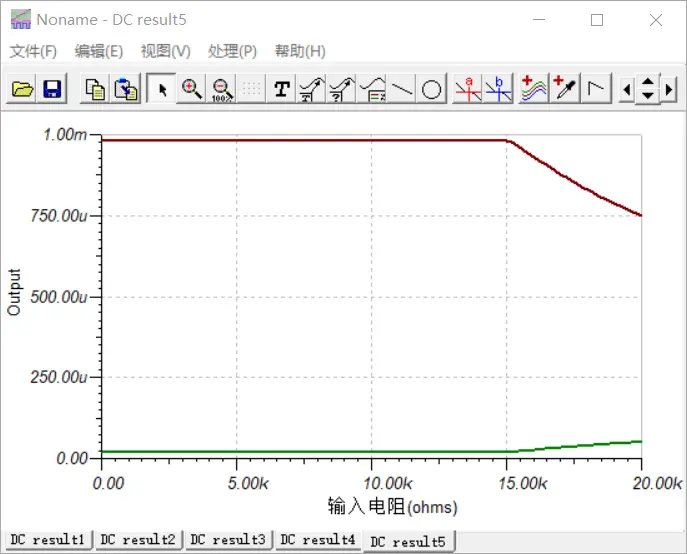 Noname - DC result5
文件(F) 编辑(E) 视图(V) 处理(P) 帮助(H)
100% T T ? a b
1.00m
750.00u
500.00u
250.00u
0.00
Output
0.00 5.00k 10.00k 15.00k 20.00k
输入电阻(ohms)
DC result1 DC result2 DC result3 DC result4 DC result5